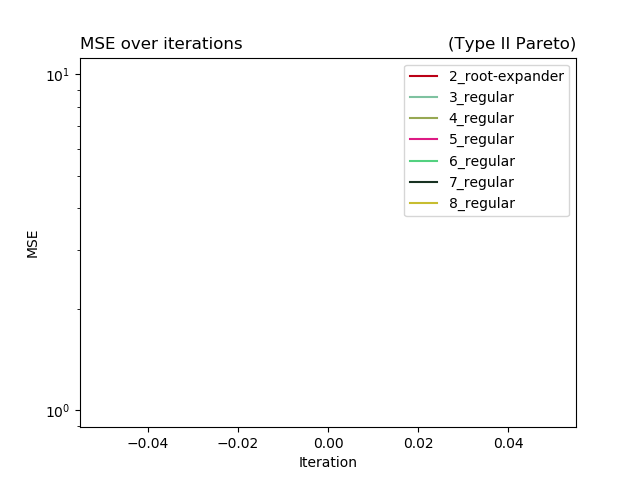 MSE over iterations (Type II Pareto)
10¹
2_root-expander
3_regular
4_regular
5_regular
6_regular
7_regular
8_regular
MSE
10⁰
−0.04 −0.02 0.00 0.02 0.04
Iteration